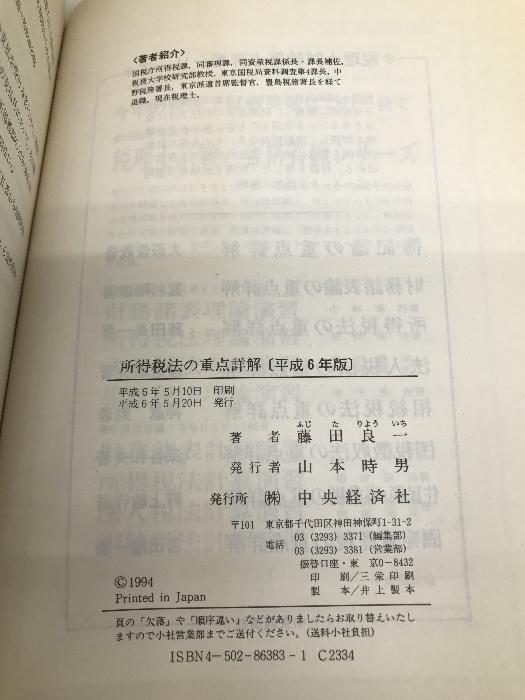 〈著者紹介〉
国税庁所得税課，同審理課，同資産税課係長・課長補佐，
税務大学校研究部教授，東京国税局資料調査第4課長，中
野税務署長，東京派遣首席監督官，豊島税務署長を経て
退職，現在税理士。
所得税法の重点詳解〔平成6年版〕
平成6年5月10日 印刷
平成6年5月20日 発行
ふじ た りよう いち
著者 藤田良一
発行者 山本時男
発行所 ㈱ 中央経済社
〒101 東京都千代田区神田神保町1-31-2
電話 03 (3293) 3371 (編集部)
03 (3293) 3381 (営業部)
振替口座・東京0-8432
印刷/三栄印刷
製本/井上製本
©1994
Printed in Japan
頁の「欠落」や「順序違い」などがありましたらお取り替えいたし
ますので小社営業部までご送付ください。(送料小社負担)
ISBN4-502-86383-1 C2334